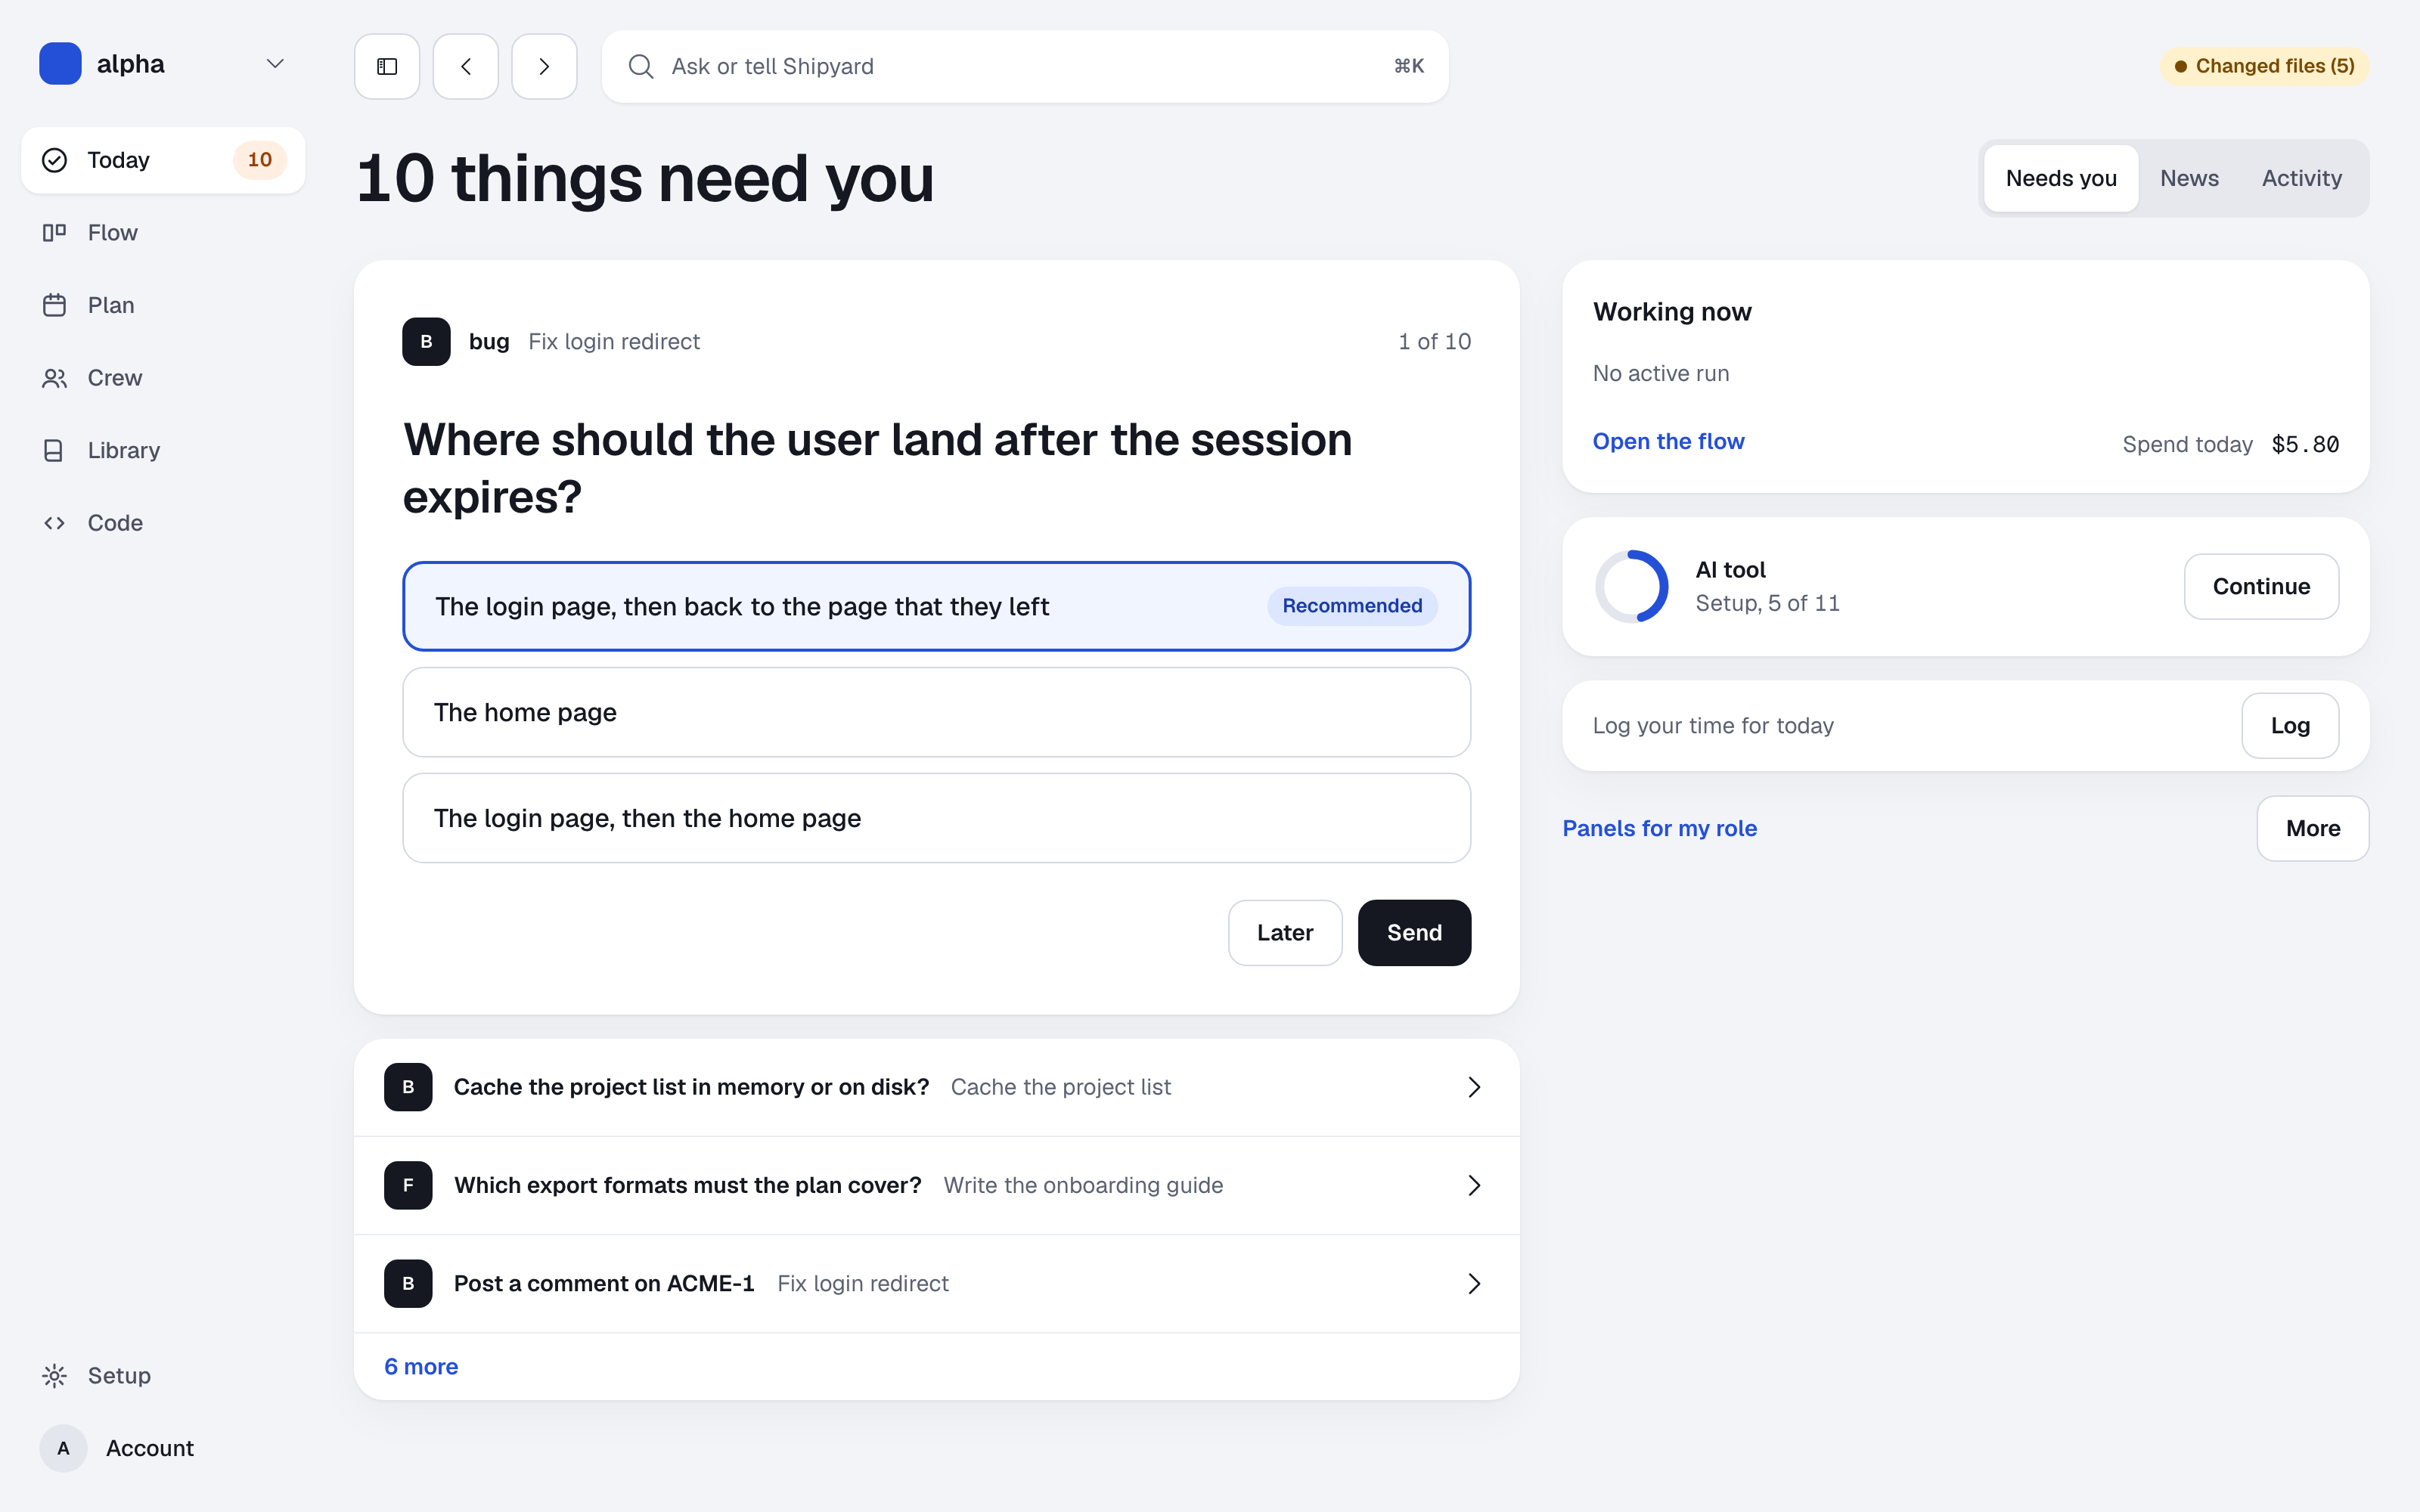 alpha
Ask or tell Shipyard
⌘K
Changed files (5)
Today
10
Flow
Plan
Crew
Library
Code
Setup
A
Account
10 things need you
Needs you
News
Activity
B
bug
Fix login redirect
1 of 10
Where should the user land after the session
expires?
The login page, then back to the page that they left
Recommended
The home page
The login page, then the home page
Later
Send
B
Cache the project list in memory or on disk?
Cache the project list
F
Which export formats must the plan cover?
Write the onboarding guide
B
Post a comment on ACME-1
Fix login redirect
6 more
Working now
No active run
Open the flow
Spend today
$5.80
AI tool
Setup, 5 of 11
Continue
Log your time for today
Log
Panels for my role
More